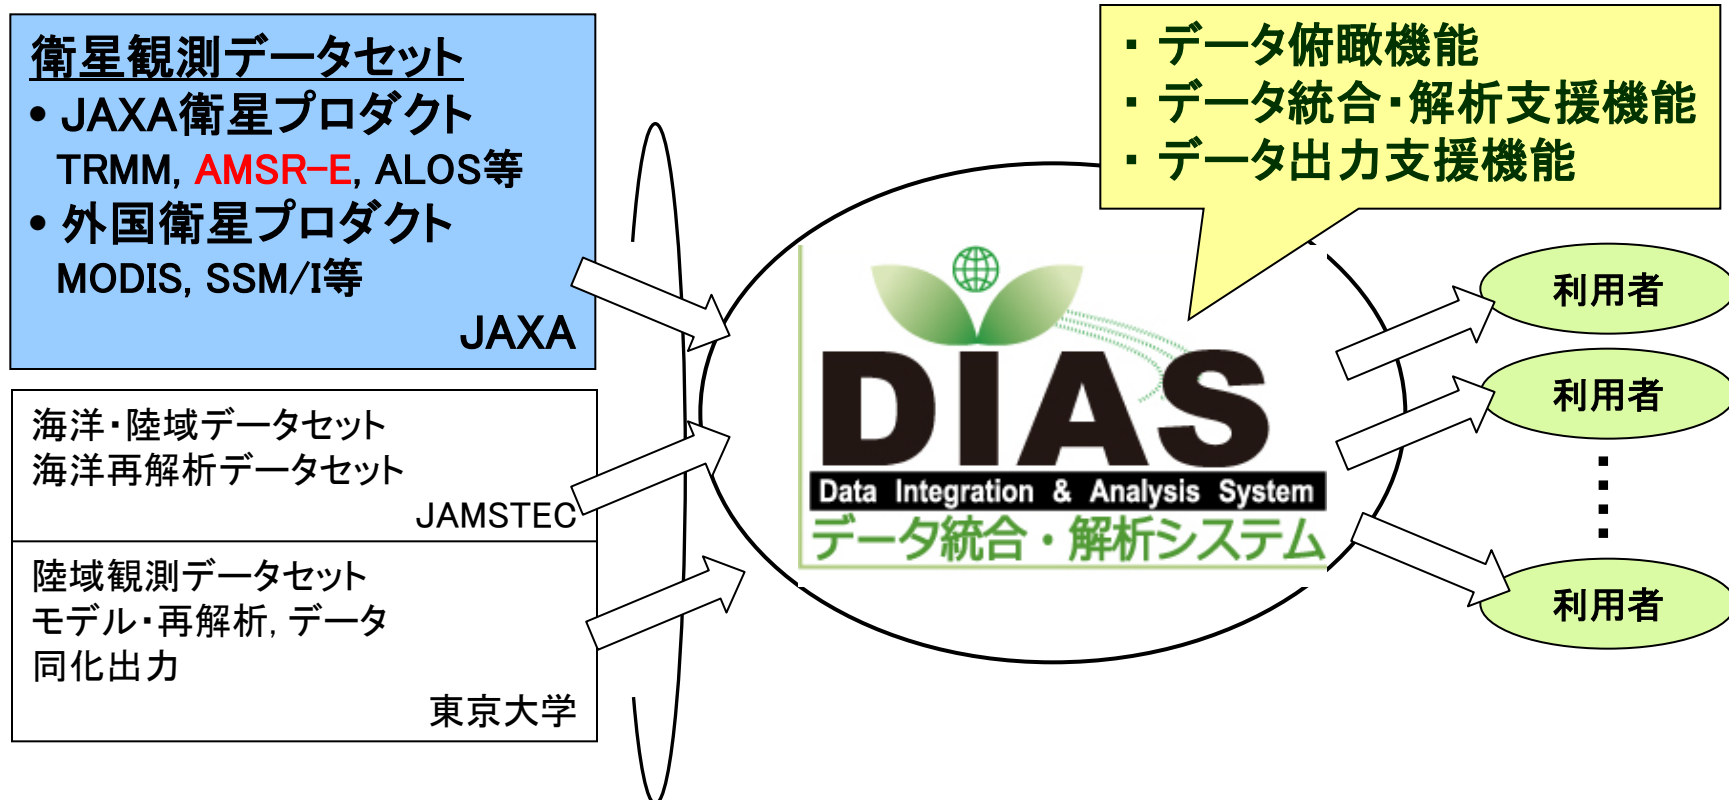 衛星観測データセット
• JAXA衛星プロダクト
TRMM, AMSR-E, ALOS等
• 外国衛星プロダクト
MODIS, SSM/I等
JAXA
海洋・陸域データセット
海洋再解析データセット
JAMSTEC
陸域観測データセット
モデル・再解析, データ
同化出力
東京大学
・ データ俯瞰機能
・ データ統合・解析支援機能
・ データ出力支援機能
DIAS
Data Integration & Analysis System
データ統合・解析システム
利用者
利用者
利用者